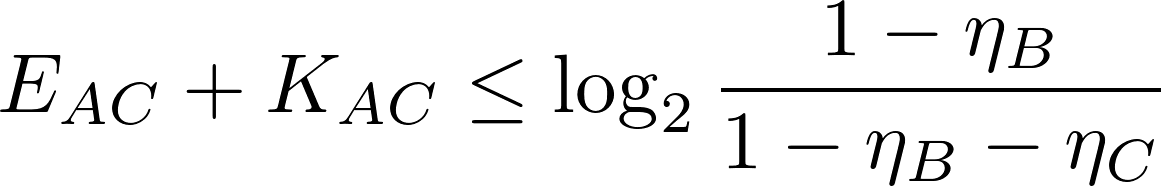 $E_{AC} + K_{AC} \leq \log_2 \frac{1 - \eta_B}{1 - \eta_B - \eta_C}$